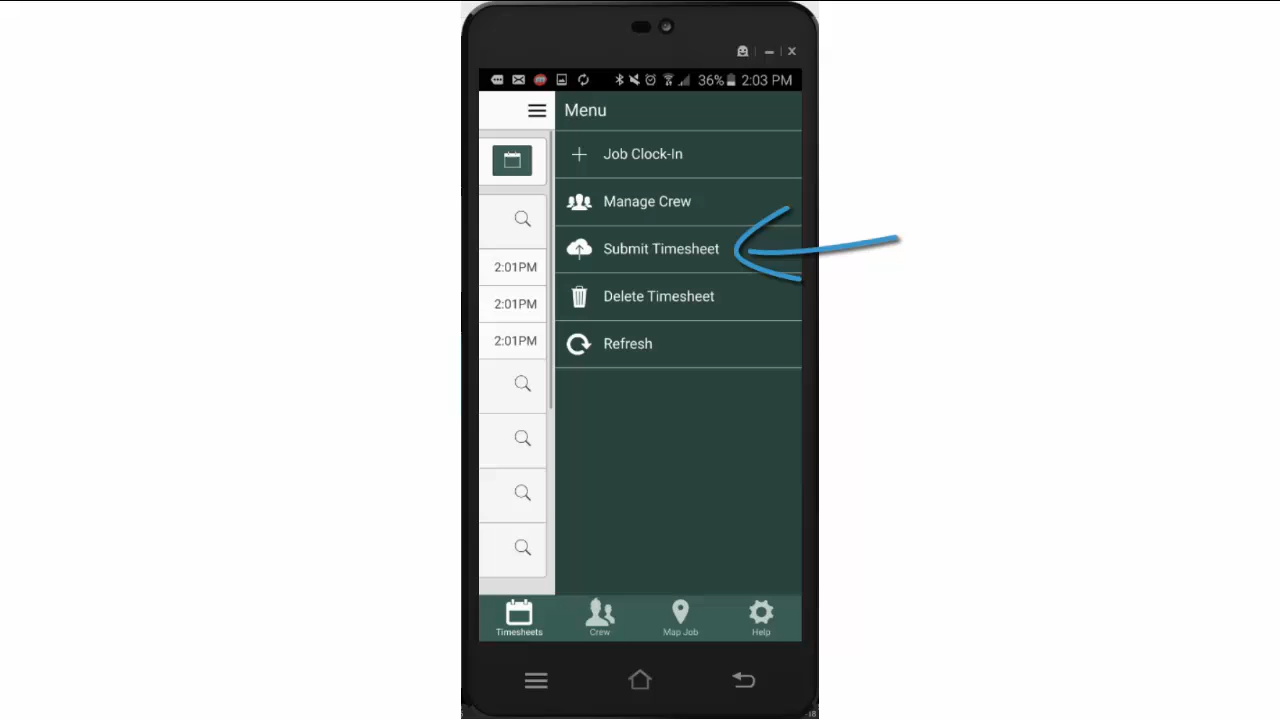 36% 2:03 PM
Menu
Job Clock-In
Manage Crew
Submit Timesheet
2:01PM
2:01PM
Delete Timesheet
2:01PM
Refresh
Timesheets Crew Map Job Help